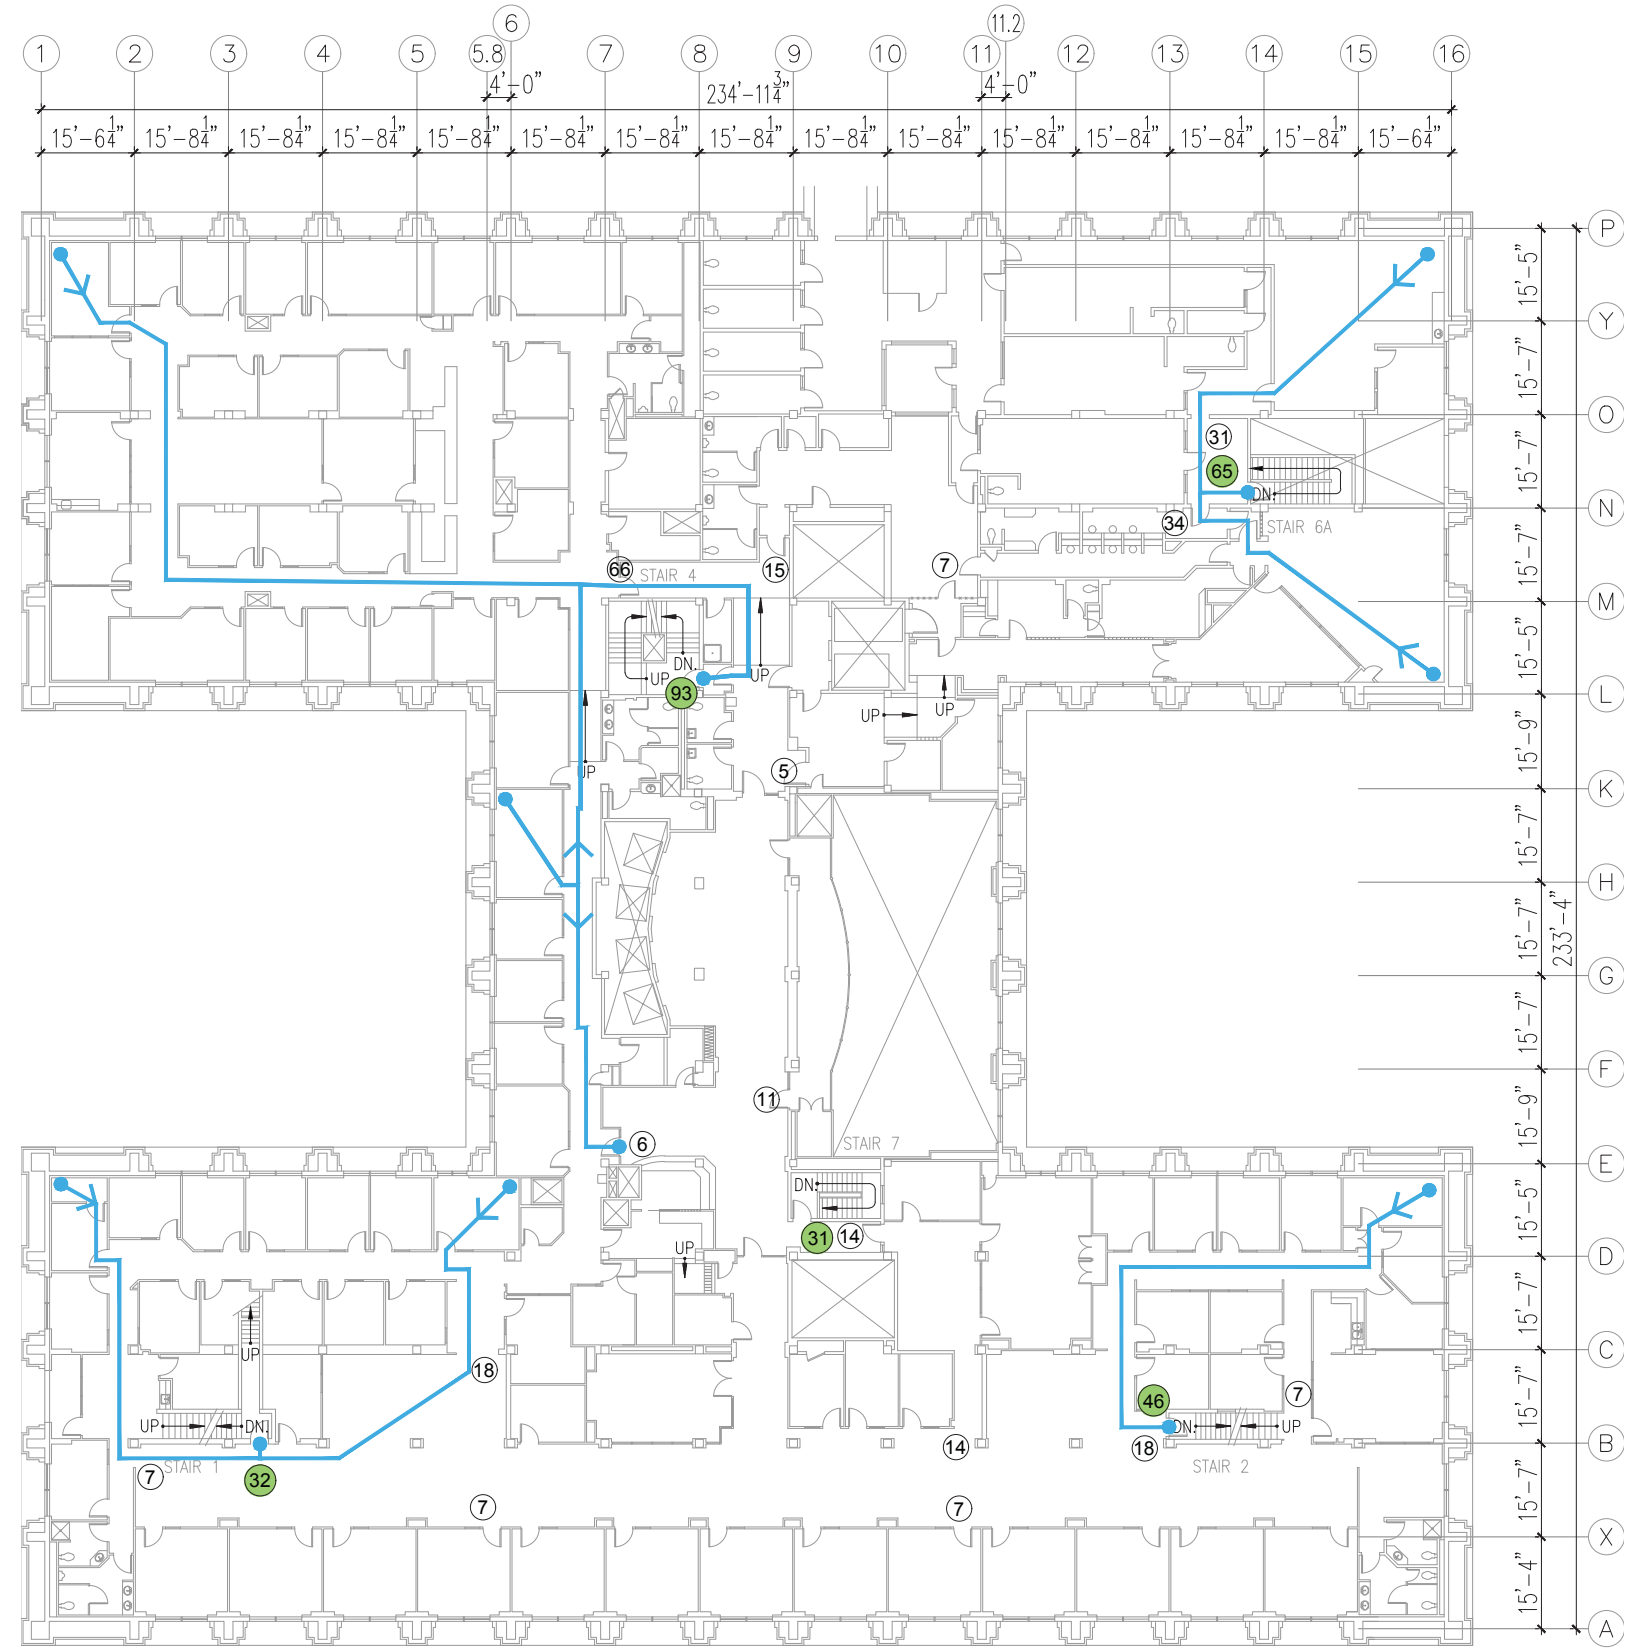 6 11.2
1 2 3 4 5 5.8 7 8 9 10 11 12 13 14 15 16
4'-0" 234'-11 3/4" 4'-0"
15'-6 1/4" 15'-8 1/4" 15'-8 1/4" 15'-8 1/4" 15'-8 1/4" 15'-8 1/4" 15'-8 1/4" 15'-8 1/4" 15'-8 1/4" 15'-8 1/4" 15'-8 1/4" 15'-8 1/4" 15'-8 1/4" 15'-8 1/4" 15'-6 1/4"
P
15'-5"
Y
15'-7"
O
31
65
15'-7"
DN.
N
34 STAIR 6A
66 STAIR 4 15 7
15'-7"
M
DN.
UP UP
15'-5"
93
L
UP UP
15'-9"
UP 5
K
15'-7"
H
233'-4"
15'-7"
G
15'-7"
F
11
15'-9"
6 STAIR 7
E
DN.
15'-5"
31 14
UP
D
15'-7"
UP
C
18
46 7
15'-7"
UP DN. DN. UP
14 18
B
7 STAIR 1 32 STAIR 2
7 7
15'-7"
X
15'-4"
A